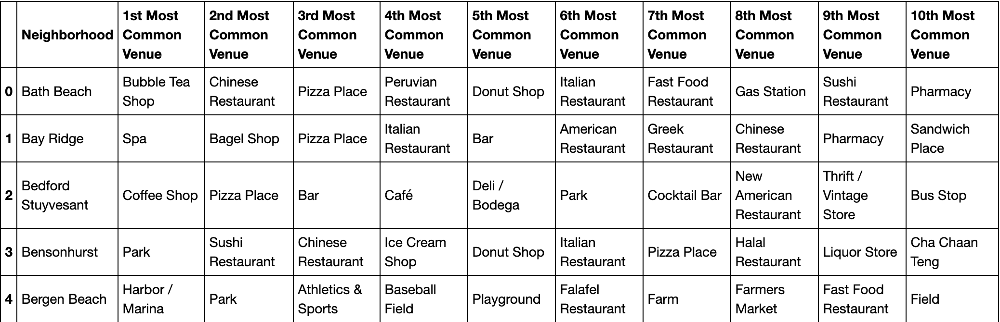 Neighborhood 1st Most Common Venue 2nd Most Common Venue 3rd Most Common Venue 4th Most Common Venue 5th Most Common Venue 6th Most Common Venue 7th Most Common Venue 8th Most Common Venue 9th Most Common Venue 10th Most Common Venue
0 Bath Beach Bubble Tea Shop Chinese Restaurant Pizza Place Peruvian Restaurant Donut Shop Italian Restaurant Fast Food Restaurant Gas Station Sushi Restaurant Pharmacy
1 Bay Ridge Spa Bagel Shop Pizza Place Italian Restaurant Bar American Restaurant Greek Restaurant Chinese Restaurant Pharmacy Sandwich Place
2 Bedford Stuyvesant Coffee Shop Pizza Place Bar Café Deli / Bodega Park Cocktail Bar New American Restaurant Thrift / Vintage Store Bus Stop
3 Bensonhurst Park Sushi Restaurant Chinese Restaurant Ice Cream Shop Donut Shop Italian Restaurant Pizza Place Halal Restaurant Liquor Store Cha Chaan Teng
4 Bergen Beach Harbor / Marina Park Athletics & Sports Baseball Field Playground Falafel Restaurant Farm Farmers Market Fast Food Restaurant Field